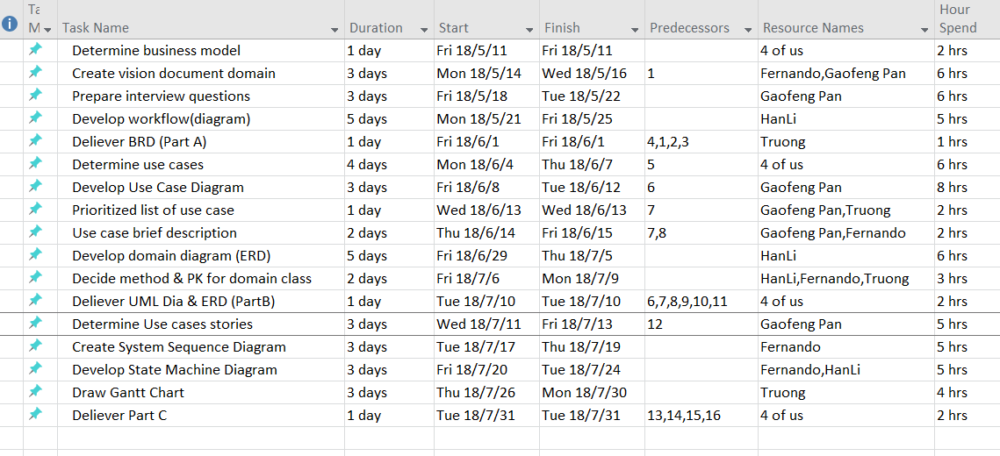 Ta M Task Name Duration Start Finish Predecessors Resource Names Hour Spend
Determine business model 1 day Fri 18/5/11 Fri 18/5/11 4 of us 2 hrs
Create vision document domain 3 days Mon 18/5/14 Wed 18/5/16 1 Fernando,Gaofeng Pan 6 hrs
Prepare interview questions 3 days Fri 18/5/18 Tue 18/5/22 Gaofeng Pan 6 hrs
Develop workflow(diagram) 5 days Mon 18/5/21 Fri 18/5/25 HanLi 5 hrs
Deliever BRD (Part A) 1 day Fri 18/6/1 Fri 18/6/1 4,1,2,3 Truong 1 hrs
Determine use cases 4 days Mon 18/6/4 Thu 18/6/7 5 4 of us 6 hrs
Develop Use Case Diagram 3 days Fri 18/6/8 Tue 18/6/12 6 Gaofeng Pan 8 hrs
Prioritized list of use case 1 day Wed 18/6/13 Wed 18/6/13 7 Gaofeng Pan,Truong 2 hrs
Use case brief description 2 days Thu 18/6/14 Fri 18/6/15 7,8 Gaofeng Pan,Fernando 2 hrs
Develop domain diagram (ERD) 5 days Fri 18/6/29 Thu 18/7/5 HanLi 6 hrs
Decide method & PK for domain class 2 days Fri 18/7/6 Mon 18/7/9 HanLi,Fernando,Truong 3 hrs
Deliever UML Dia & ERD (PartB) 1 day Tue 18/7/10 Tue 18/7/10 6,7,8,9,10,11 4 of us 2 hrs
Determine Use cases stories 3 days Wed 18/7/11 Fri 18/7/13 12 Gaofeng Pan 5 hrs
Create System Sequence Diagram 3 days Tue 18/7/17 Thu 18/7/19 Fernando 5 hrs
Develop State Machine Diagram 3 days Fri 18/7/20 Tue 18/7/24 Fernando,HanLi 5 hrs
Draw Gantt Chart 3 days Thu 18/7/26 Mon 18/7/30 Truong 4 hrs
Deliever Part C 1 day Tue 18/7/31 Tue 18/7/31 13,14,15,16 4 of us 2 hrs